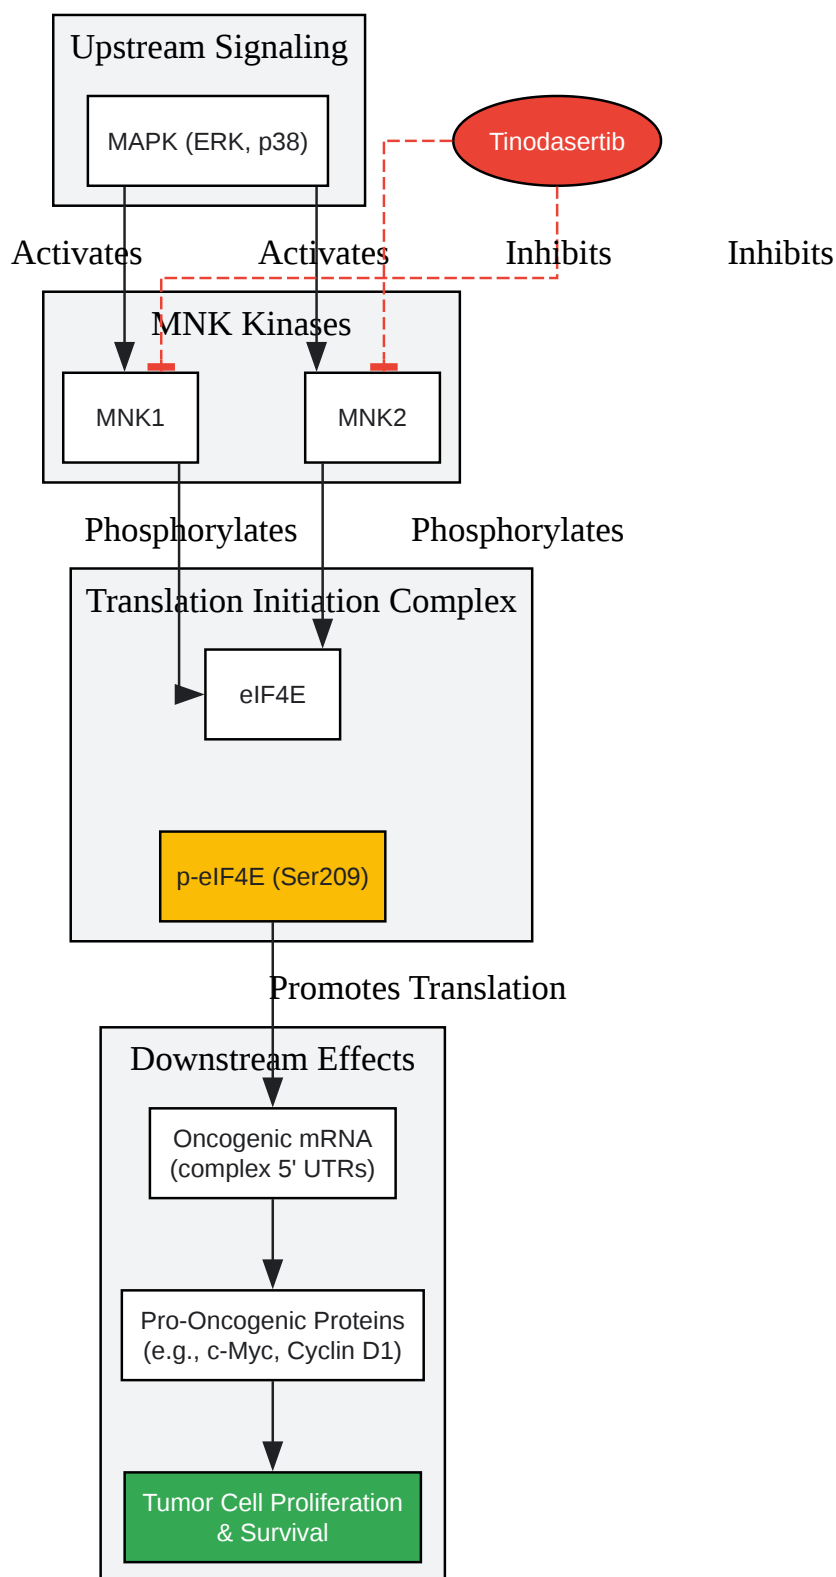 Upstream Signaling
MAPK (ERK, p38)
Tinodasertib
Activates
Activates
Inhibits
Inhibits
MNK Kinases
MNK1
MNK2
Phosphorylates
Phosphorylates
Translation Initiation Complex
eIF4E
p-eIF4E (Ser209)
Promotes Translation
Downstream Effects
Oncogenic mRNA
(complex 5' UTRs)
Pro-Oncogenic Proteins
(e.g., c-Myc, Cyclin D1)
Tumor Cell Proliferation
& Survival